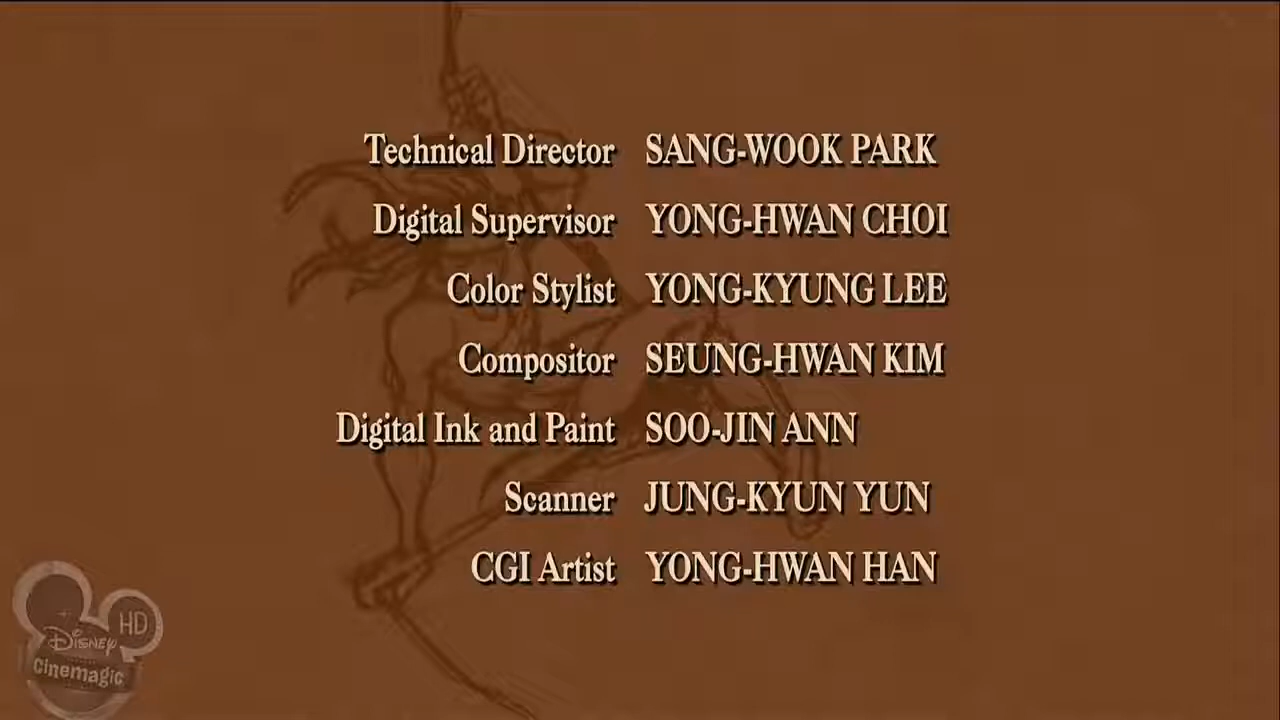 Technical Director SANG-WOOK PARK
Digital Supervisor YONG-HWAN CHOI
Color Stylist YONG-KYUNG LEE
Compositor SEUNG-HWAN KIM
Digital Ink and Paint SOO-JIN ANN
Scanner JUNG-KYUN YUN
CGI Artist YONG-HWAN HAN
Disney HD
Cinemagic